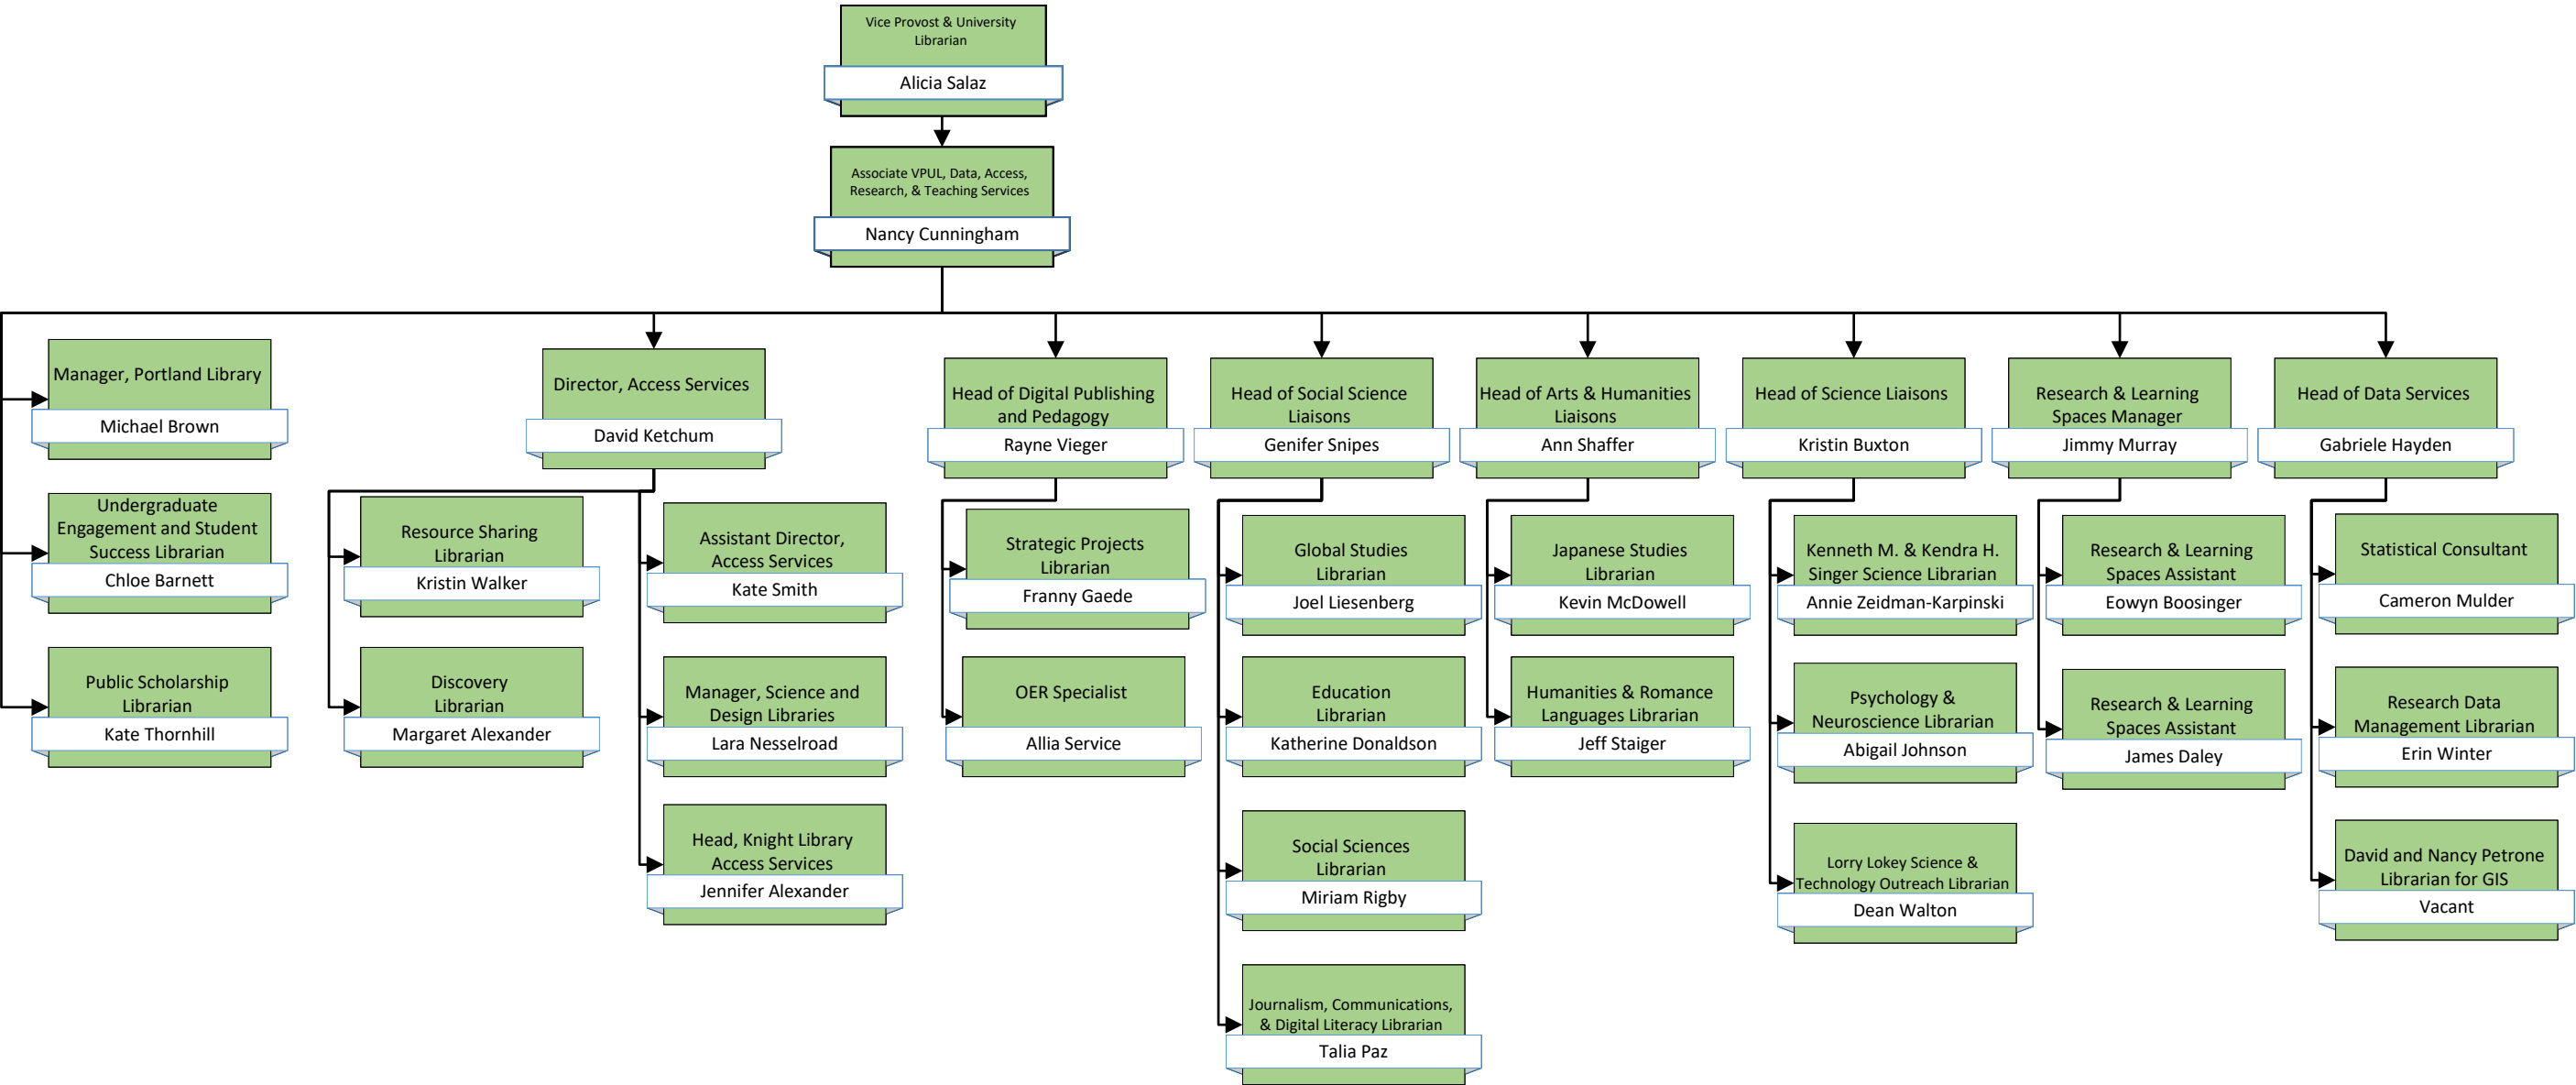 Vice Provost & University
Librarian
Alicia Salaz
Associate VPUL, Data, Access,
Research, & Teaching Services
Nancy Cunningham
Manager, Portland Library
Michael Brown
Undergraduate
Engagement and Student
Success Librarian
Chloe Barnett
Public Scholarship
Librarian
Kate Thornhill
Director, Access Services
David Ketchum
Resource Sharing
Librarian
Kristin Walker
Discovery
Librarian
Margaret Alexander
Assistant Director,
Access Services
Kate Smith
Manager, Science and
Design Libraries
Lara Nesselroad
Head, Knight Library
Access Services
Jennifer Alexander
Head of Digital Publishing
and Pedagogy
Rayne Vieger
Strategic Projects
Librarian
Franny Gaede
OER Specialist
Allia Service
Head of Social Science
Liaisons
Genifer Snipes
Global Studies
Librarian
Joel Liesenberg
Education
Librarian
Katherine Donaldson
Social Sciences
Librarian
Miriam Rigby
Journalism, Communications,
& Digital Literacy Librarian
Talia Paz
Head of Arts & Humanities
Liaisons
Ann Shaffer
Japanese Studies
Librarian
Kevin McDowell
Humanities & Romance
Languages Librarian
Jeff Staiger
Head of Science Liaisons
Kristin Buxton
Kenneth M. & Kendra H.
Singer Science Librarian
Annie Zeidman-Karpinski
Psychology &
Neuroscience Librarian
Abigail Johnson
Lorry Lokey Science &
Technology Outreach Librarian
Dean Walton
Research & Learning
Spaces Manager
Jimmy Murray
Research & Learning
Spaces Assistant
Eowyn Boosinger
Research & Learning
Spaces Assistant
James Daley
Head of Data Services
Gabriele Hayden
Statistical Consultant
Cameron Mulder
Research Data
Management Librarian
Erin Winter
David and Nancy Petrone
Librarian for GIS
Vacant